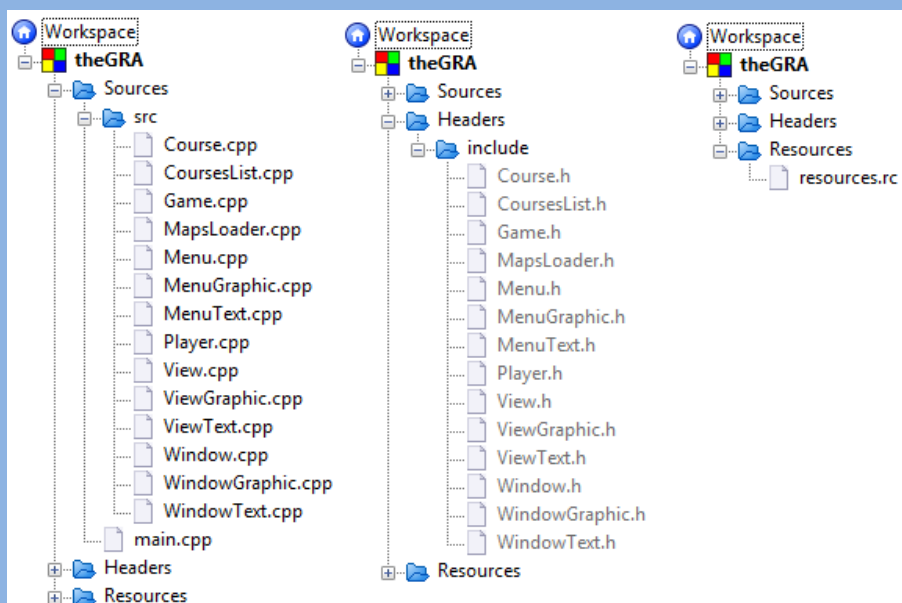 Workspace
theGRA
Sources
src
Course.cpp
CoursesList.cpp
Game.cpp
MapsLoader.cpp
Menu.cpp
MenuGraphic.cpp
MenuText.cpp
Player.cpp
View.cpp
ViewGraphic.cpp
ViewText.cpp
Window.cpp
WindowGraphic.cpp
WindowText.cpp
main.cpp
Headers
Resources
Workspace
theGRA
Sources
Headers
include
Course.h
CoursesList.h
Game.h
MapsLoader.h
Menu.h
MenuGraphic.h
MenuText.h
Player.h
View.h
ViewGraphic.h
ViewText.h
Window.h
WindowGraphic.h
WindowText.h
Resources
Workspace
theGRA
Sources
Headers
Resources
resources.rc